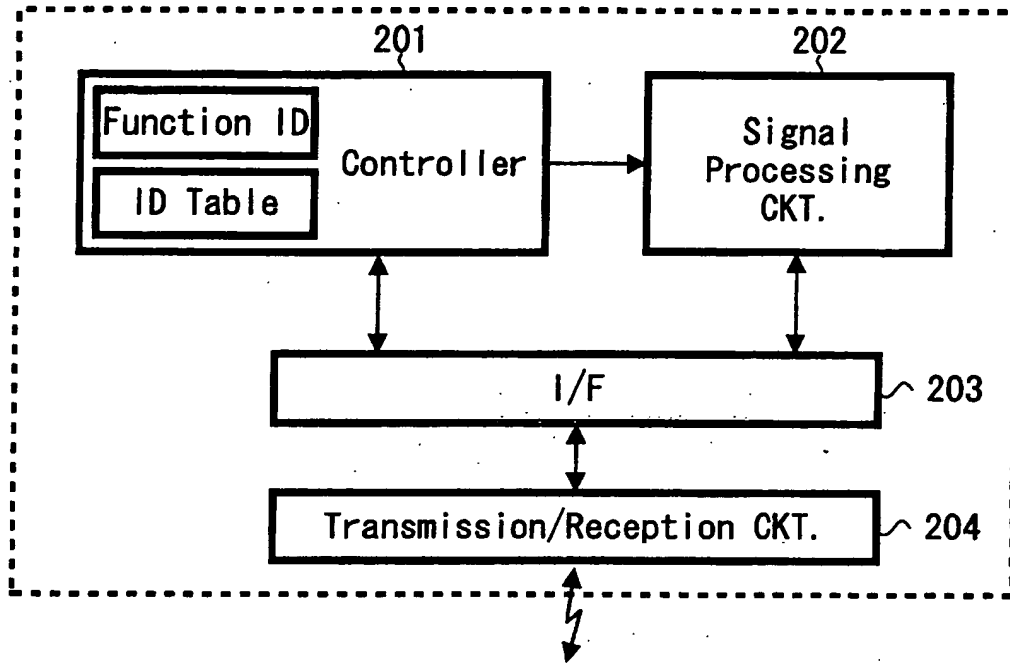 201
202
Function ID
Controller
ID Table
Signal
Processing
CKT.
I/F
203
Transmission/Reception CKT.
204